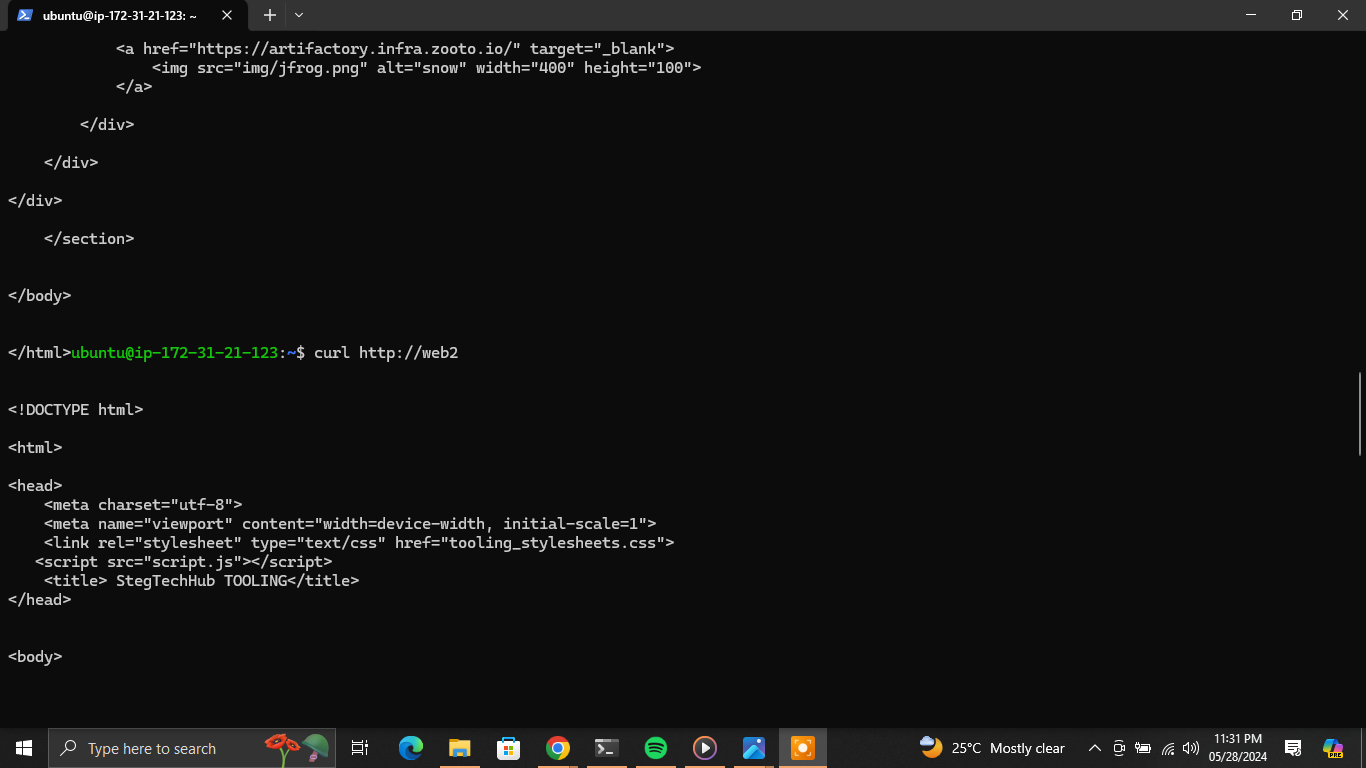 ubuntu@ip-172-31-21-123: ~
<a href="https://artifactory.infra.zooto.io/" target="_blank">
<img src="img/jfrog.png" alt="snow" width="400" height="100">
</a>
</div>
</div>
</div>
</section>
</body>
</html>ubuntu@ip-172-31-21-123:~$ curl http://web2
<!DOCTYPE html>
<html>
<head>
<meta charset="utf-8">
<meta name="viewport" content="width=device-width, initial-scale=1">
<link rel="stylesheet" type="text/css" href="tooling_stylesheets.css">
<script src="script.js"></script>
<title> StegTechHub TOOLING</title>
</head>
<body>
Type here to search
25°C Mostly clear
11:31 PM
05/28/2024
PRE